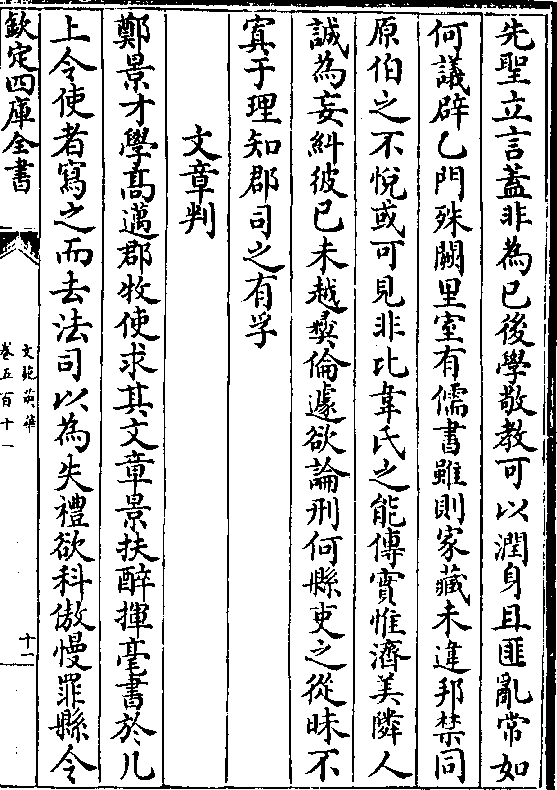 先聖立言蓋非為已後學敬教可以潤身且匪亂常如
何議辟乙門殊闕里室有儒書雖則家藏未違邦禁同
原伯之不悅或可見非比韋氏之能傳實惟濟美隣人
誠為妄糾彼已未越彝倫遽欲論刑何縣吏之從昧不
寘于理知郡司之有孚
文章判
鄭景才學高邁郡牧使求其文章景扶醉揮毫書於几
上令使者寫之而去法司以為失禮欲科傲慢罪縣令
欽定四庫全書
文苑英華
卷五百十一
十二